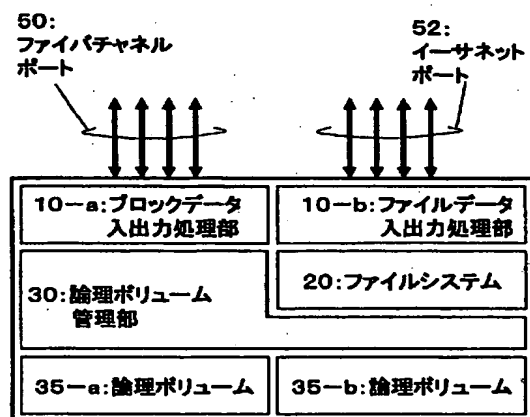 50:
ファイバチャネル
ポート
52:
イーサネット
ポート
10-a:ブロックデータ
入出力処理部
10-b:ファイルデータ
入出力処理部
30:論理ボリューム
管理部
20:ファイルシステム
35-a:論理ボリューム
35-b:論理ボリューム